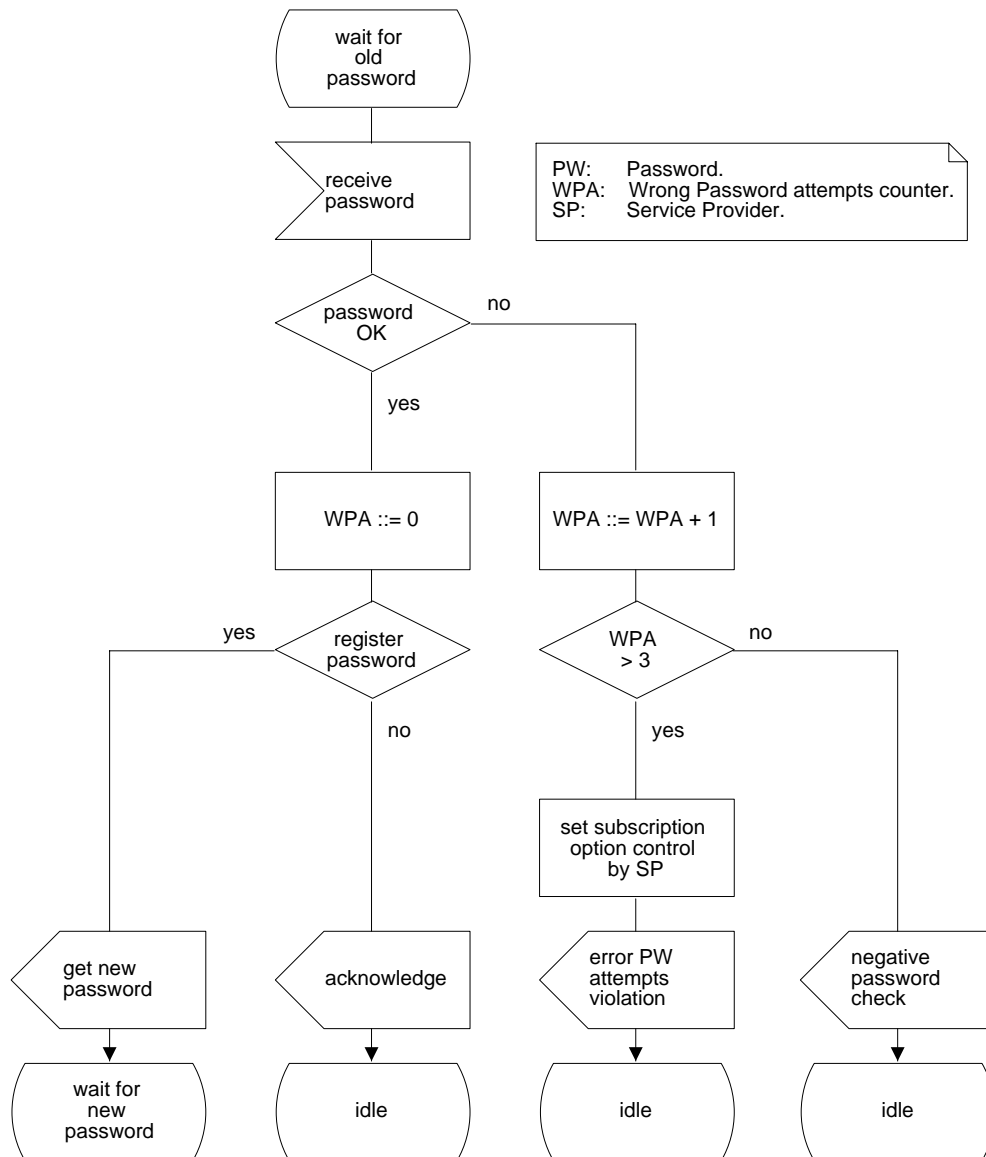 wait for
old
password
receive
password
PW: Password.
WPA: Wrong Password attempts counter.
SP: Service Provider.
password
OK
no
yes
WPA ::= 0
WPA ::= WPA + 1
yes
register
password
WPA
> 3
no
no
yes
set subscription
option control
by SP
get new
password
acknowledge
error PW
attempts
violation
negative
password
check
wait for
new
password
idle
idle
idle